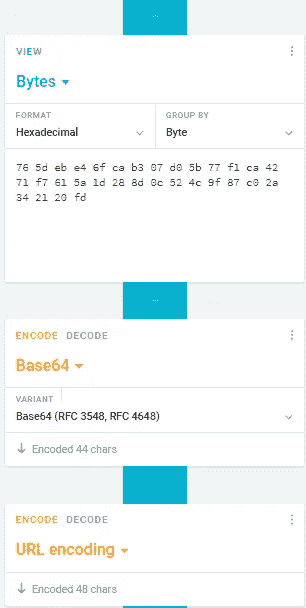 VIEW
Bytes
FORMAT GROUP BY
Hexadecimal Byte
76 5d eb e4 6f ca b3 07 d0 5b 77 f1 ca 42
71 f7 61 5a 1d 28 8d 0c 52 4c 9f 87 c0 2a
34 21 20 fd
ENCODE DECODE
Base64
VARIANT
Base64 (RFC 3548, RFC 4648)
Encoded 44 chars
ENCODE DECODE
URL encoding
Encoded 48 chars